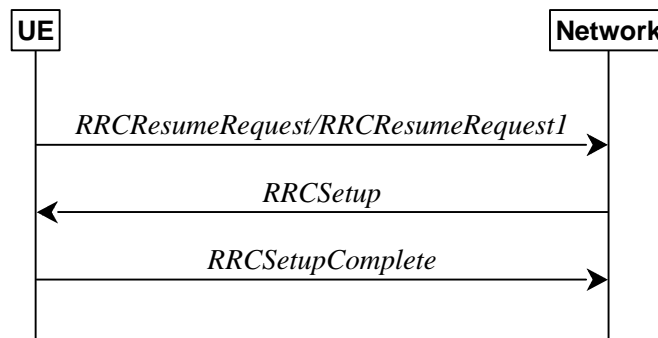 UE
Network
RRCResumeRequest/RRCResumeRequest1
RRCSetup
RRCSetupComplete